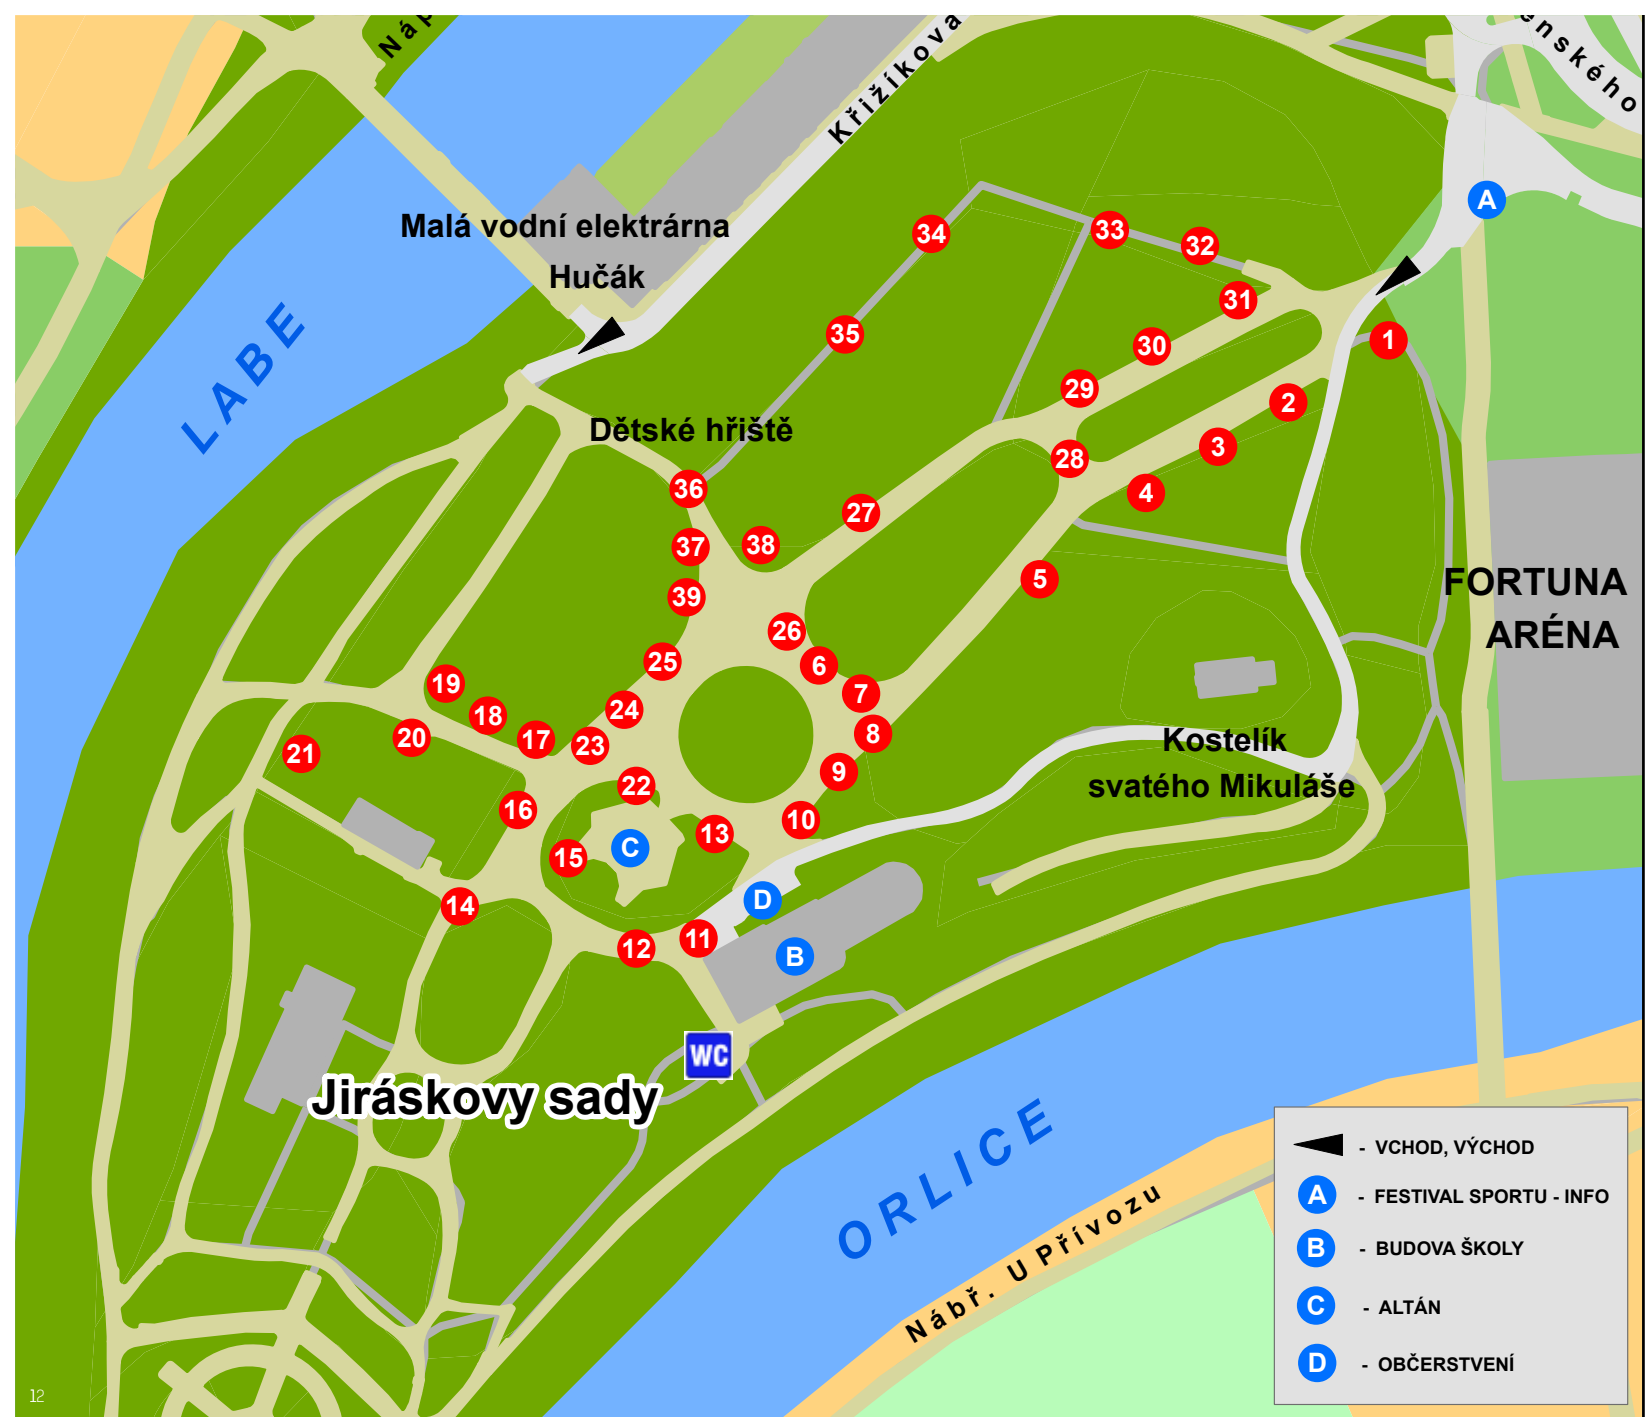 Náp
Křižíkova
enského
A
Malá vodní elektrárna
Hučák
LABE
34
33
32
31
35
30
1
29
2
Dětské hřiště
3
28
36
4
27
37
38
5
FORTUNA
ARÉNA
39
26
25
6
19
7
24
18
20
17
23
8
21
Kostelík
svatého Mikuláše
9
22
16
10
13
15
C
14
D
12
11
B
WC
Jiráskovy sady
ORLICE
Nábř. U Přívozu
- VCHOD, VÝCHOD
A - FESTIVAL SPORTU - INFO
B - BUDOVA ŠKOLY
C - ALTÁN
D - OBČERSTVENÍ
12